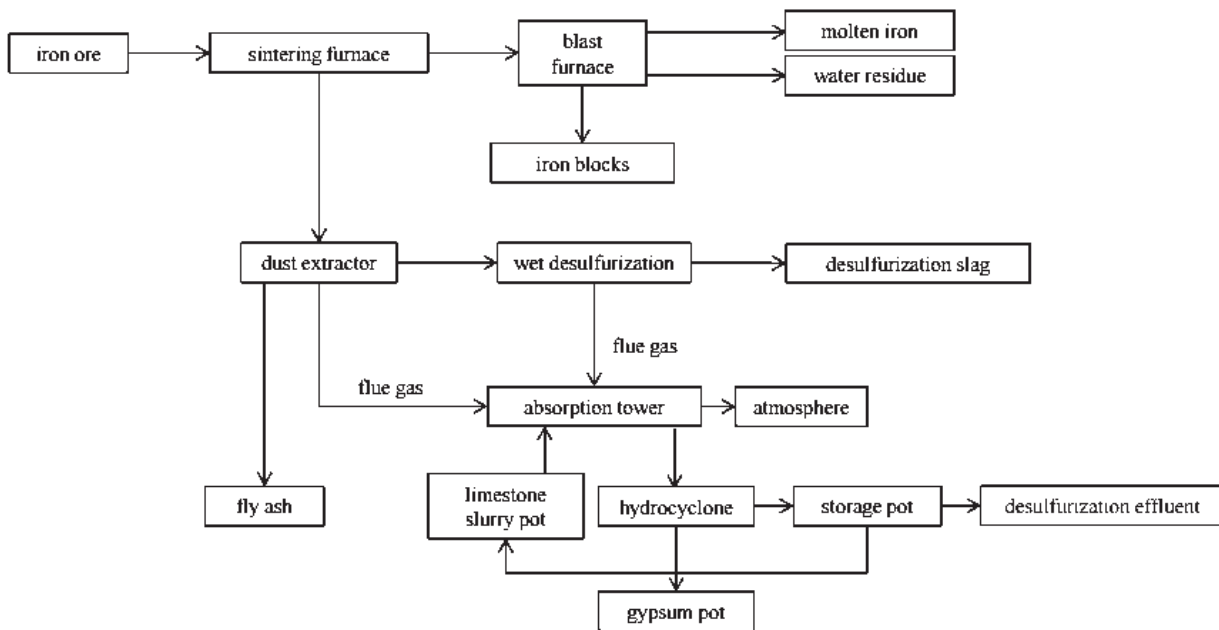 iron ore
sintering furnace
blast
furnace
molten iron
water residue
iron blocks
dust extractor
wet desulfurization
desulfurization slag
flue gas
flue gas
absorption tower
atmosphere
fly ash
limestone
slurry pot
hydrocyclone
storage pot
desulfurization effluent
gypsum pot